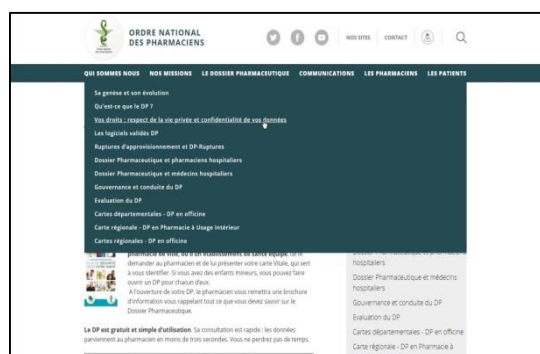 ORDRE NATIONAL
DES PHARMACIENS
NOS SITES CONTACT
QUI SOMMES NOUS NOS MISSIONS LE DOSSIER PHARMACEUTIQUE COMMUNICATIONS LES PHARMACIENS LES PATIENTS
Sa genèse et son évolution
Qu'est-ce que le DP ?
Vos droits : respect de la vie privée et confidentialité de vos données
Les logiciels validés DP
Ruptures d'approvisionnement et DP-Ruptures
Dossier Pharmaceutique et pharmaciens hospitaliers
Dossier Pharmaceutique et médecins hospitaliers
Gouvernance et conduite du DP
Evaluation du DP
Cartes départementales - DP en officine
Carte régionale - DP en Pharmacie à Usage Intérieur
Cartes régionales - DP en officine
pharmacie de ville, ou d'un établissement de santé équipé,
demander au pharmacien et de lui présenter votre carte Vitale, qui sert
à vous identifier. Si vous avez des enfants mineurs, vous pouvez faire
ouvrir un DP pour chacun d'eux.
A l'ouverture de votre DP, le pharmacien vous remettra une brochure
d'information vous rappelant tout ce que vous devez savoir sur le
Dossier Pharmaceutique.
Le DP est gratuit et simple d'utilisation. Sa consultation est rapide : les données
parviennent au pharmacien en moins de trois secondes. Vous ne perdrez pas de temps.
hospitaliers
Dossier Pharmaceutique et médecins
hospitaliers
Gouvernance et conduite du DP
Evaluation du DP
Cartes départementales - DP en officine
Carte régionale - DP en Pharmacie à